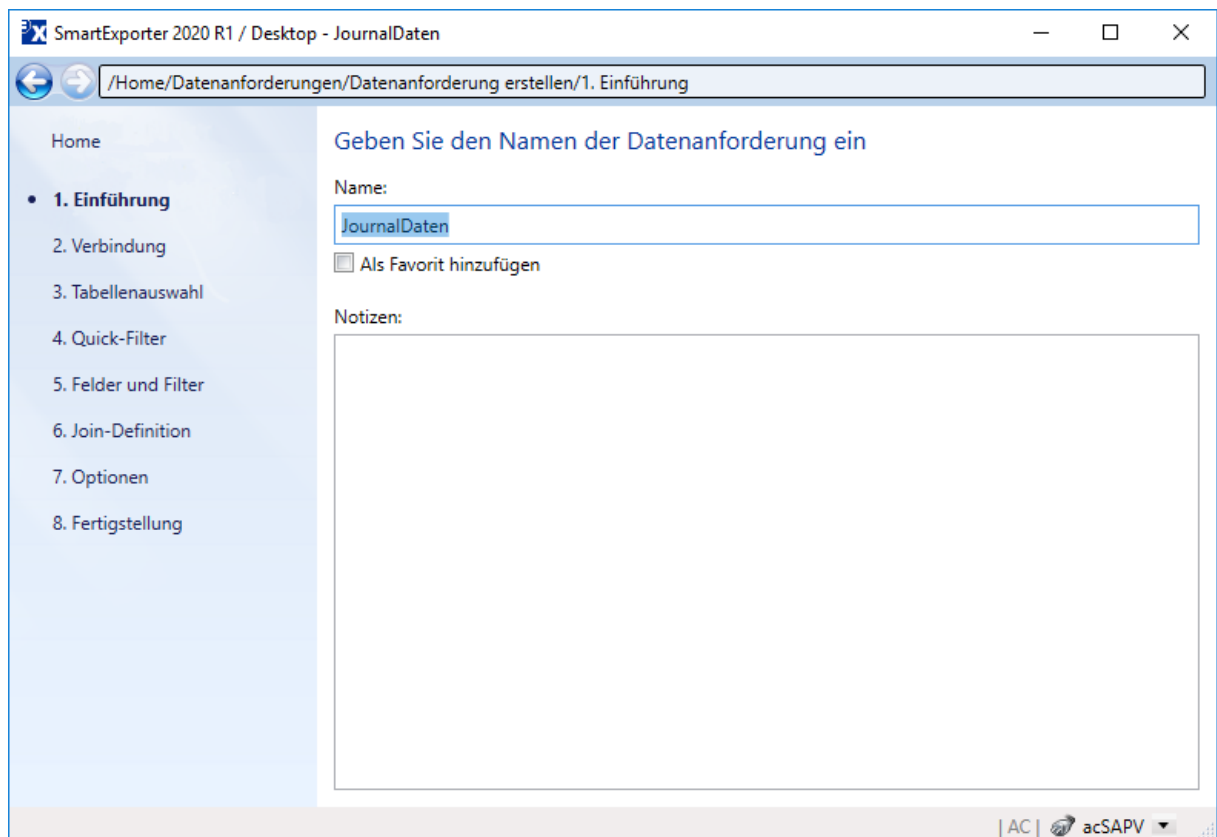 SmartExporter 2020 R1 / Desktop - JournalDaten
/Home/Datenanforderungen/Datenanforderung erstellen/1. Einführung
Home
• 1. Einführung
2. Verbindung
3. Tabellenauswahl
4. Quick-Filter
5. Felder und Filter
6. Join-Definition
7. Optionen
8. Fertigstellung
Geben Sie den Namen der Datenanforderung ein
Name:
JournalDaten
Als Favorit hinzufügen
Notizen:
| AC | acSAPV